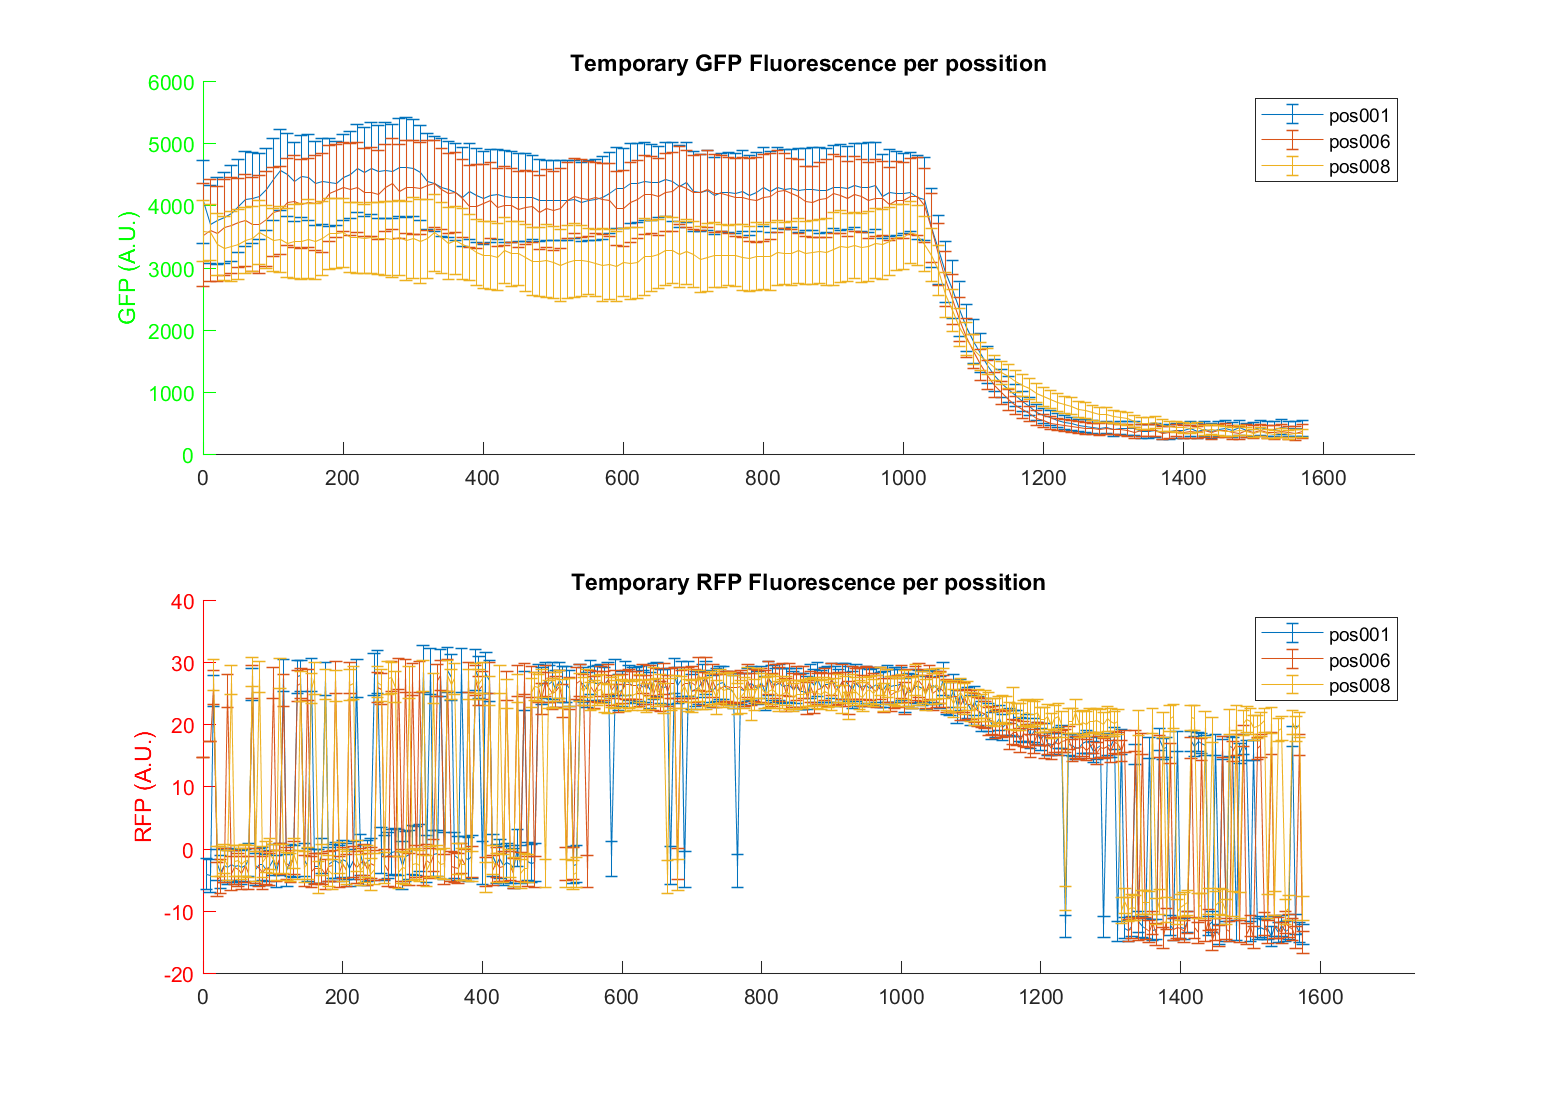 Temporary GFP Fluorescence per possition
6000
5000
4000
3000
2000
1000
0
GFP (A.U.)
pos001
pos006
pos008
0 200 400 600 800 1000 1200 1400 1600
Temporary RFP Fluorescence per possition
40
30
20
10
0
-10
-20
RFP (A.U.)
pos001
pos006
pos008
0 200 400 600 800 1000 1200 1400 1600